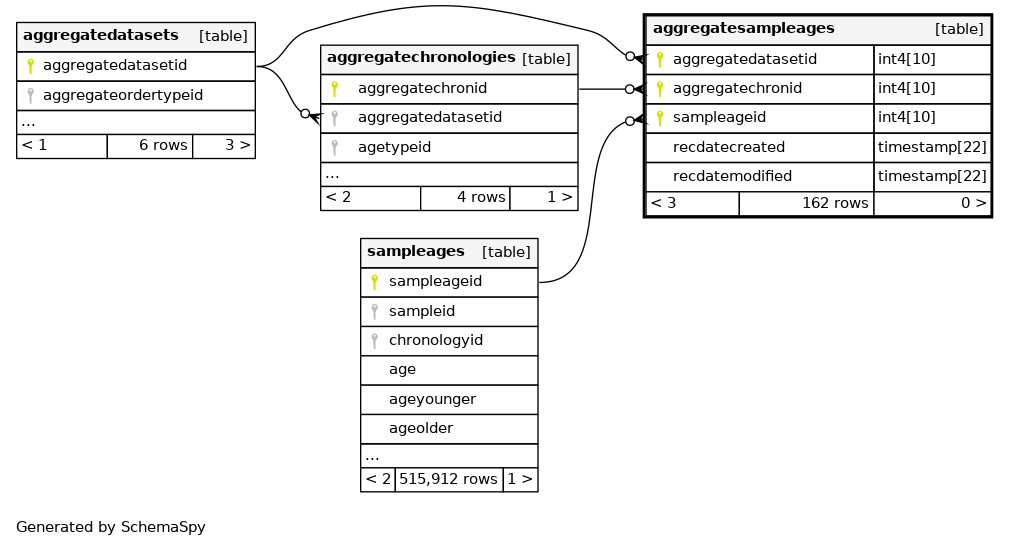 aggregatedatasets [table]
aggregatedatasetid
aggregateordertypeid
...
< 1 6 rows 3 >
aggregatechronologies [table]
aggregatechronid
aggregatedatasetid
agetypeid
...
< 2 4 rows 1 >
aggregatesampleages [table]
aggregatedatasetid int4[10]
aggregatechronid int4[10]
sampleageid int4[10]
recdatecreated timestamp[22]
recdatemodified timestamp[22]
< 3 162 rows 0 >
sampleages [table]
sampleageid
sampleid
chronologyid
age
ageyounger
ageolder
...
< 2 515,912 rows 1 >
Generated by SchemaSpy